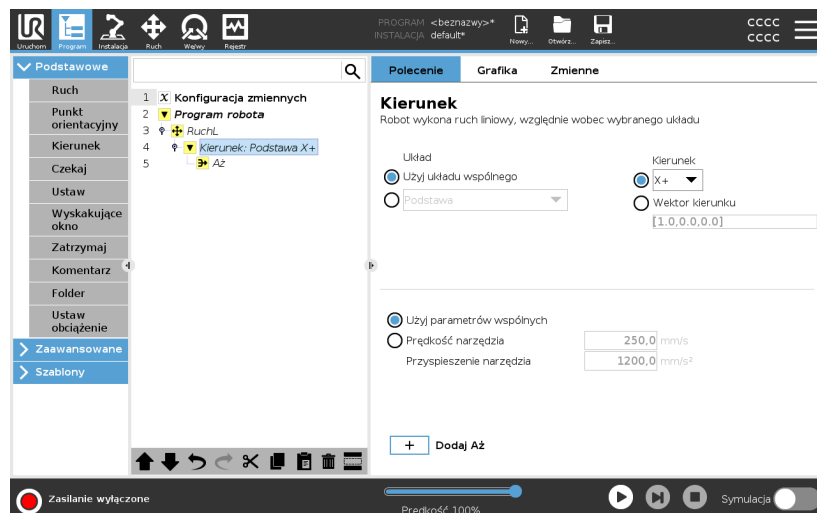 UR
PROGRAM <beznazwy>*
INSTALACJA default*
CCCC
CCCC
Uruchom Program Instalacja Ruch We/wy Rejestr Nowy... Otwórz... Zapisz...
Podstawowe
Ruch
Punkt
orientacyjny
Kierunek
Czekaj
Ustaw
Wyskakujące
okno
Zatrzymaj
Komentarz
Folder
Ustaw
obciążenie
Zaawansowane
Szablony
1 X Konfiguracja zmiennych
2 Program robota
3 RuchL
4 Kierunek: Podstawa X+
5 Aż
Polecenie Grafika Zmienne
Kierunek
Robot wykona ruch liniowy, względnie wobec wybranego układu
Układ
Użyj układu wspólnego
Podstawa
Kierunek
X+
Wektor kierunku
[1.0,0.0,0.0]
Użyj parametrów wspólnych
Prędkość narzędzia 250,0 mm/s
Przyspieszenie narzędzia 1200,0 mm/s²
+ Dodaj Aż
Zasilanie wyłączone
Prędkość 100%
Symulacja